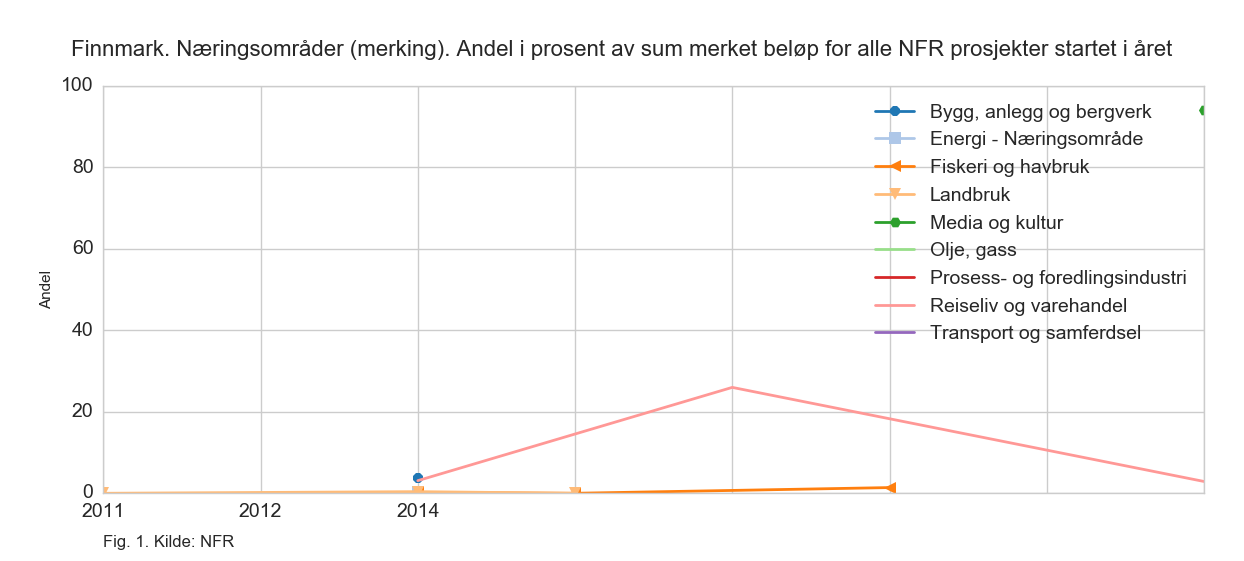 Finnmark. Næringsområder (merking). Andel i prosent av sum merket beløp for alle NFR prosjekter startet i året
100
80
60
40
20
0
Andel
Bygg, anlegg og bergverk
Energi - Næringsområde
Fiskeri og havbruk
Landbruk
Media og kultur
Olje, gass
Prosess- og foredlingsindustri
Reiseliv og varehandel
Transport og samferdsel
2011 2012 2014
Fig. 1. Kilde: NFR